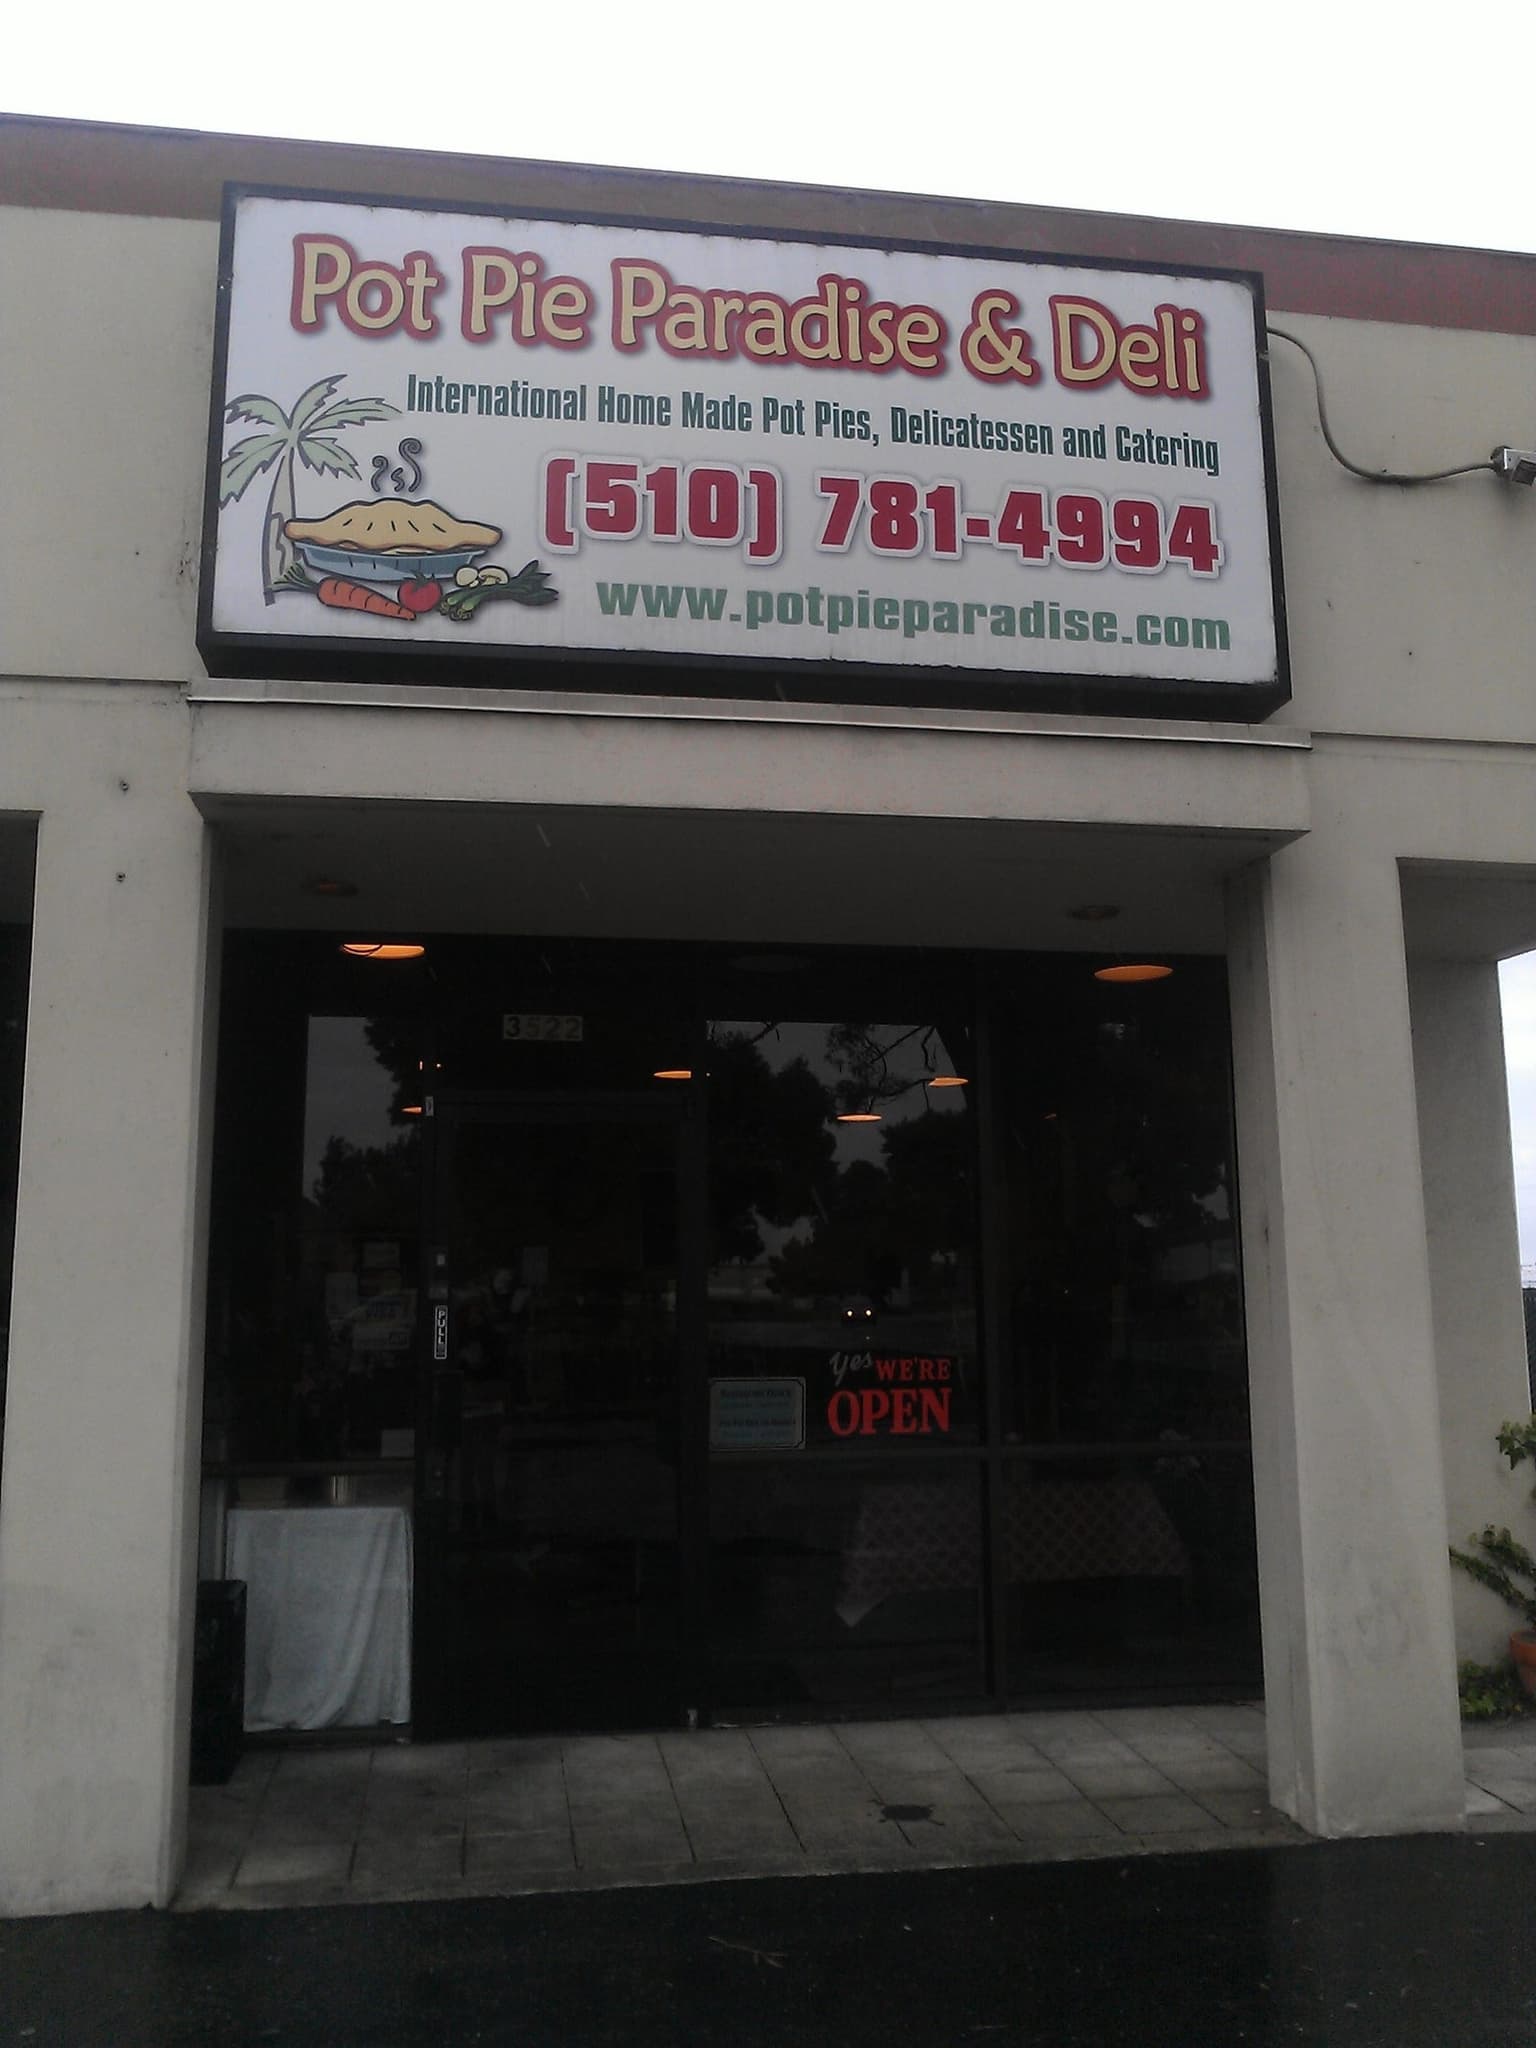 Pot Pie Paradise & Deli
International Home Made Pot Pies, Delicatessen and Catering
(510) 781-4994
www.potpieparadise.com
3522
PULL
Yes WE'RE
OPEN